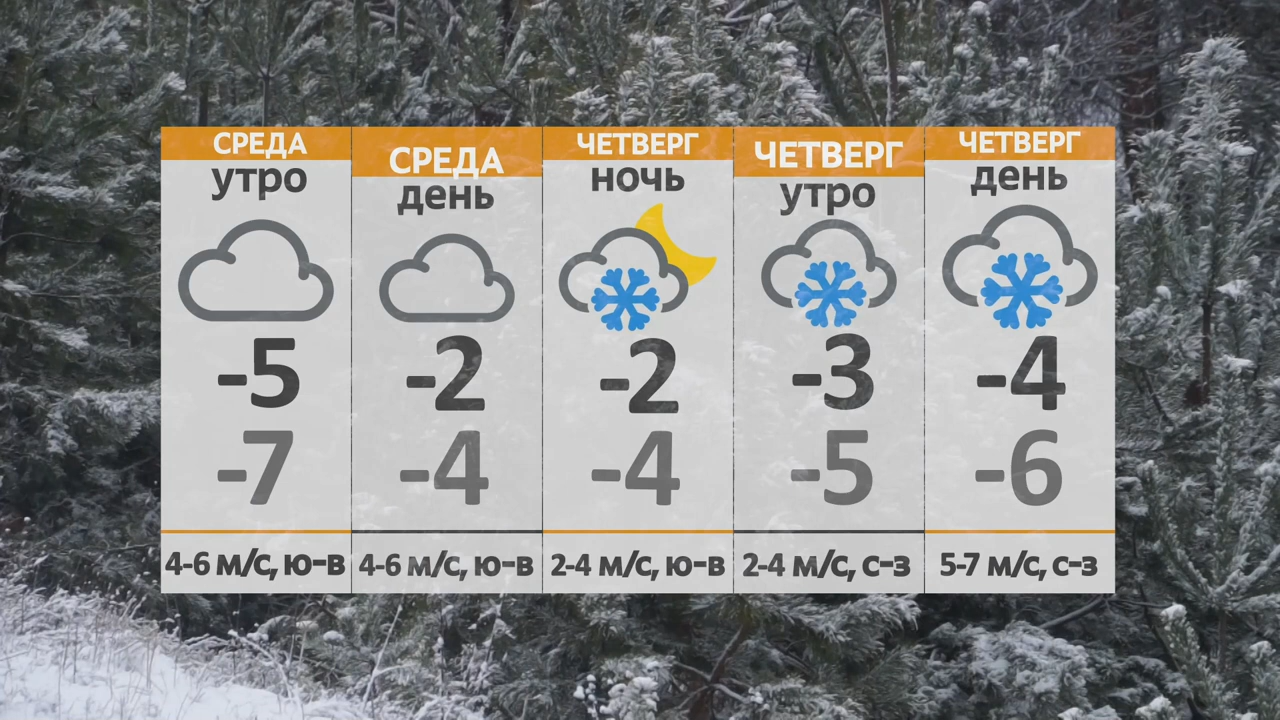 СРЕДА
утро
-5
-7
4-6 м/с, ю-в
СРЕДА
день
-2
-4
4-6 м/с, ю-в
ЧЕТВЕРГ
ночь
-2
-4
2-4 м/с, ю-в
ЧЕТВЕРГ
утро
-3
-5
2-4 м/с, с-з
ЧЕТВЕРГ
день
-4
-6
5-7 м/с, с-з